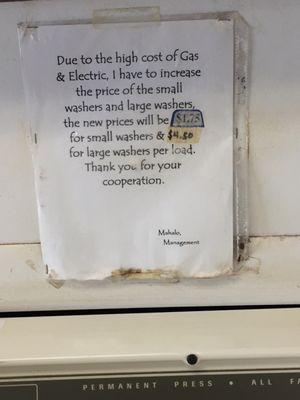 Due to the high cost of Gas
& Electric, I have to increase
the price of the small
washers and large washers,
the new prices will be $1.75
for small washers & $4.50
for large washers per load.
Thank you for your
cooperation.
Mahalo,
Management
PERMANENT PRESS • ALL FA